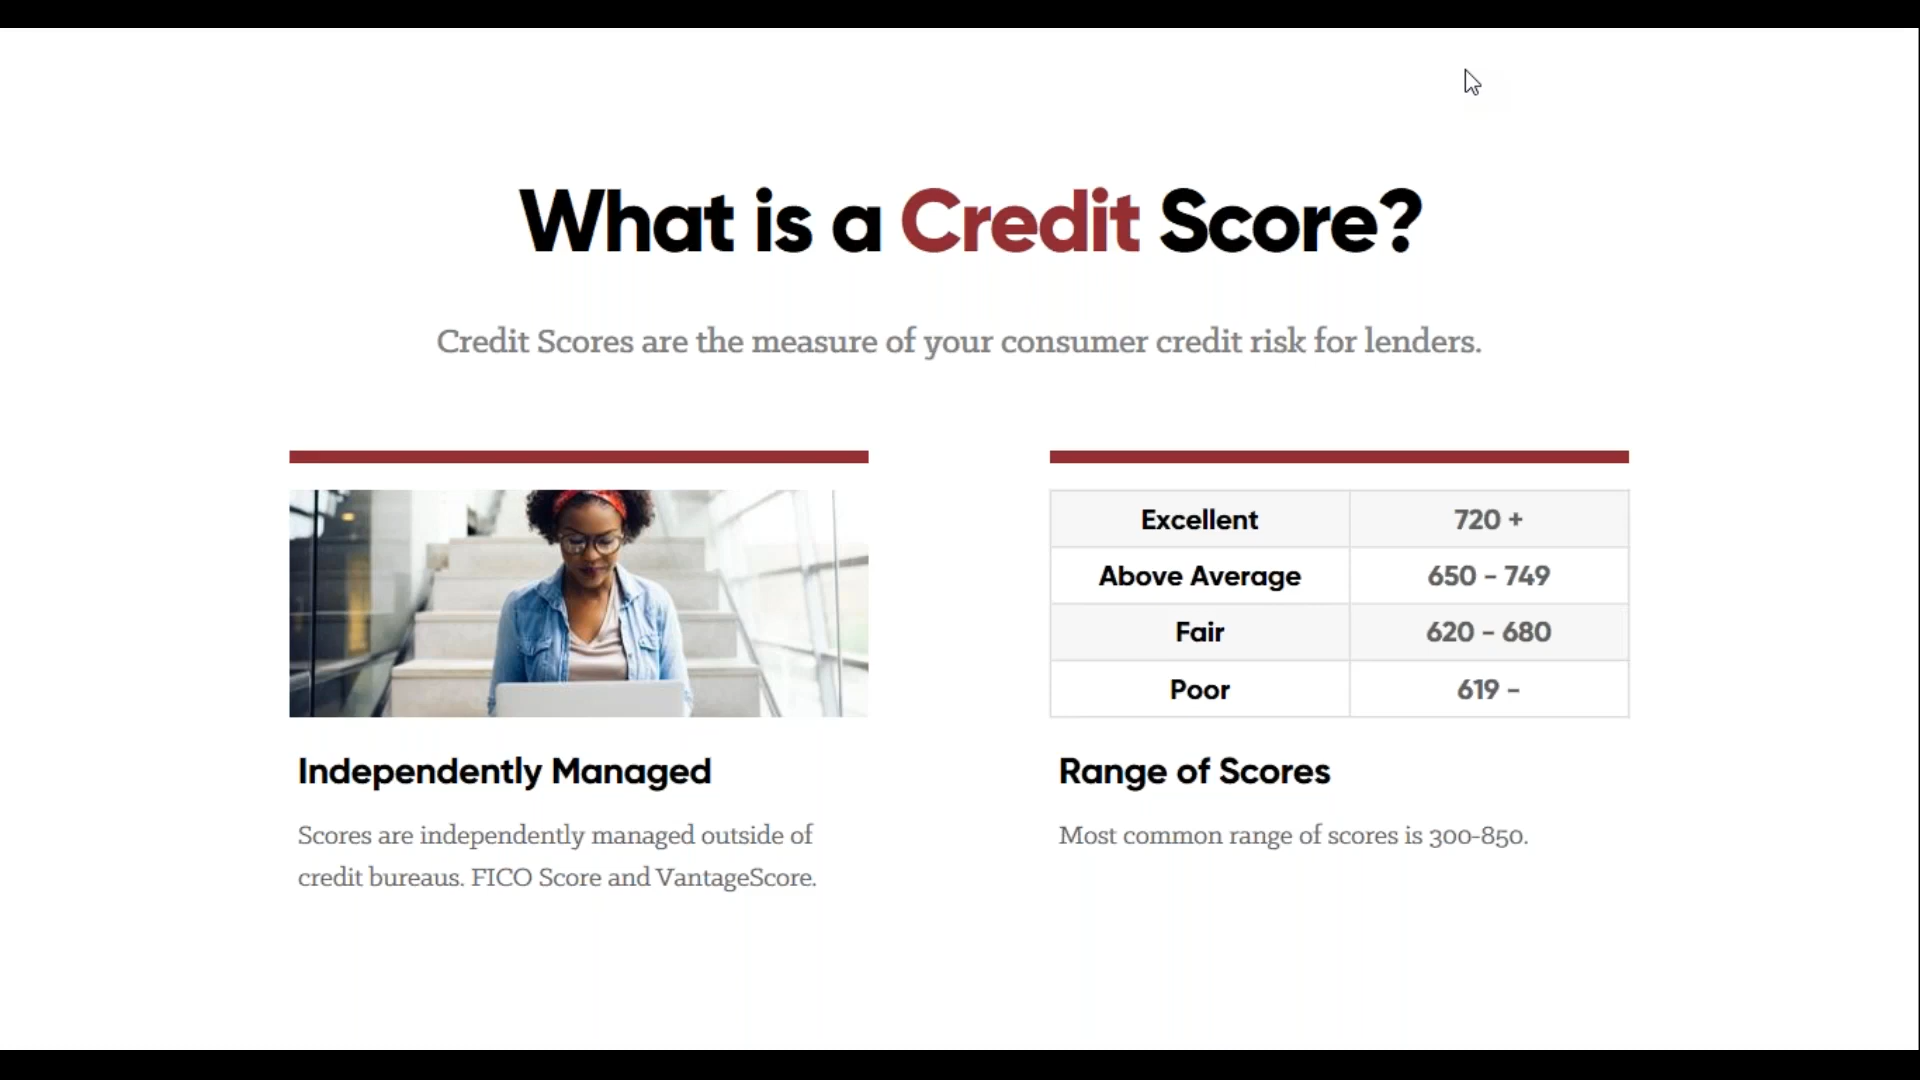 What is a Credit Score?
Credit Scores are the measure of your consumer credit risk for lenders.
Independently Managed
Scores are independently managed outside of
credit bureaus. FICO Score and VantageScore.
Excellent 720 +
Above Average 650 - 749
Fair 620 - 680
Poor 619 -
Range of Scores
Most common range of scores is 300-850.